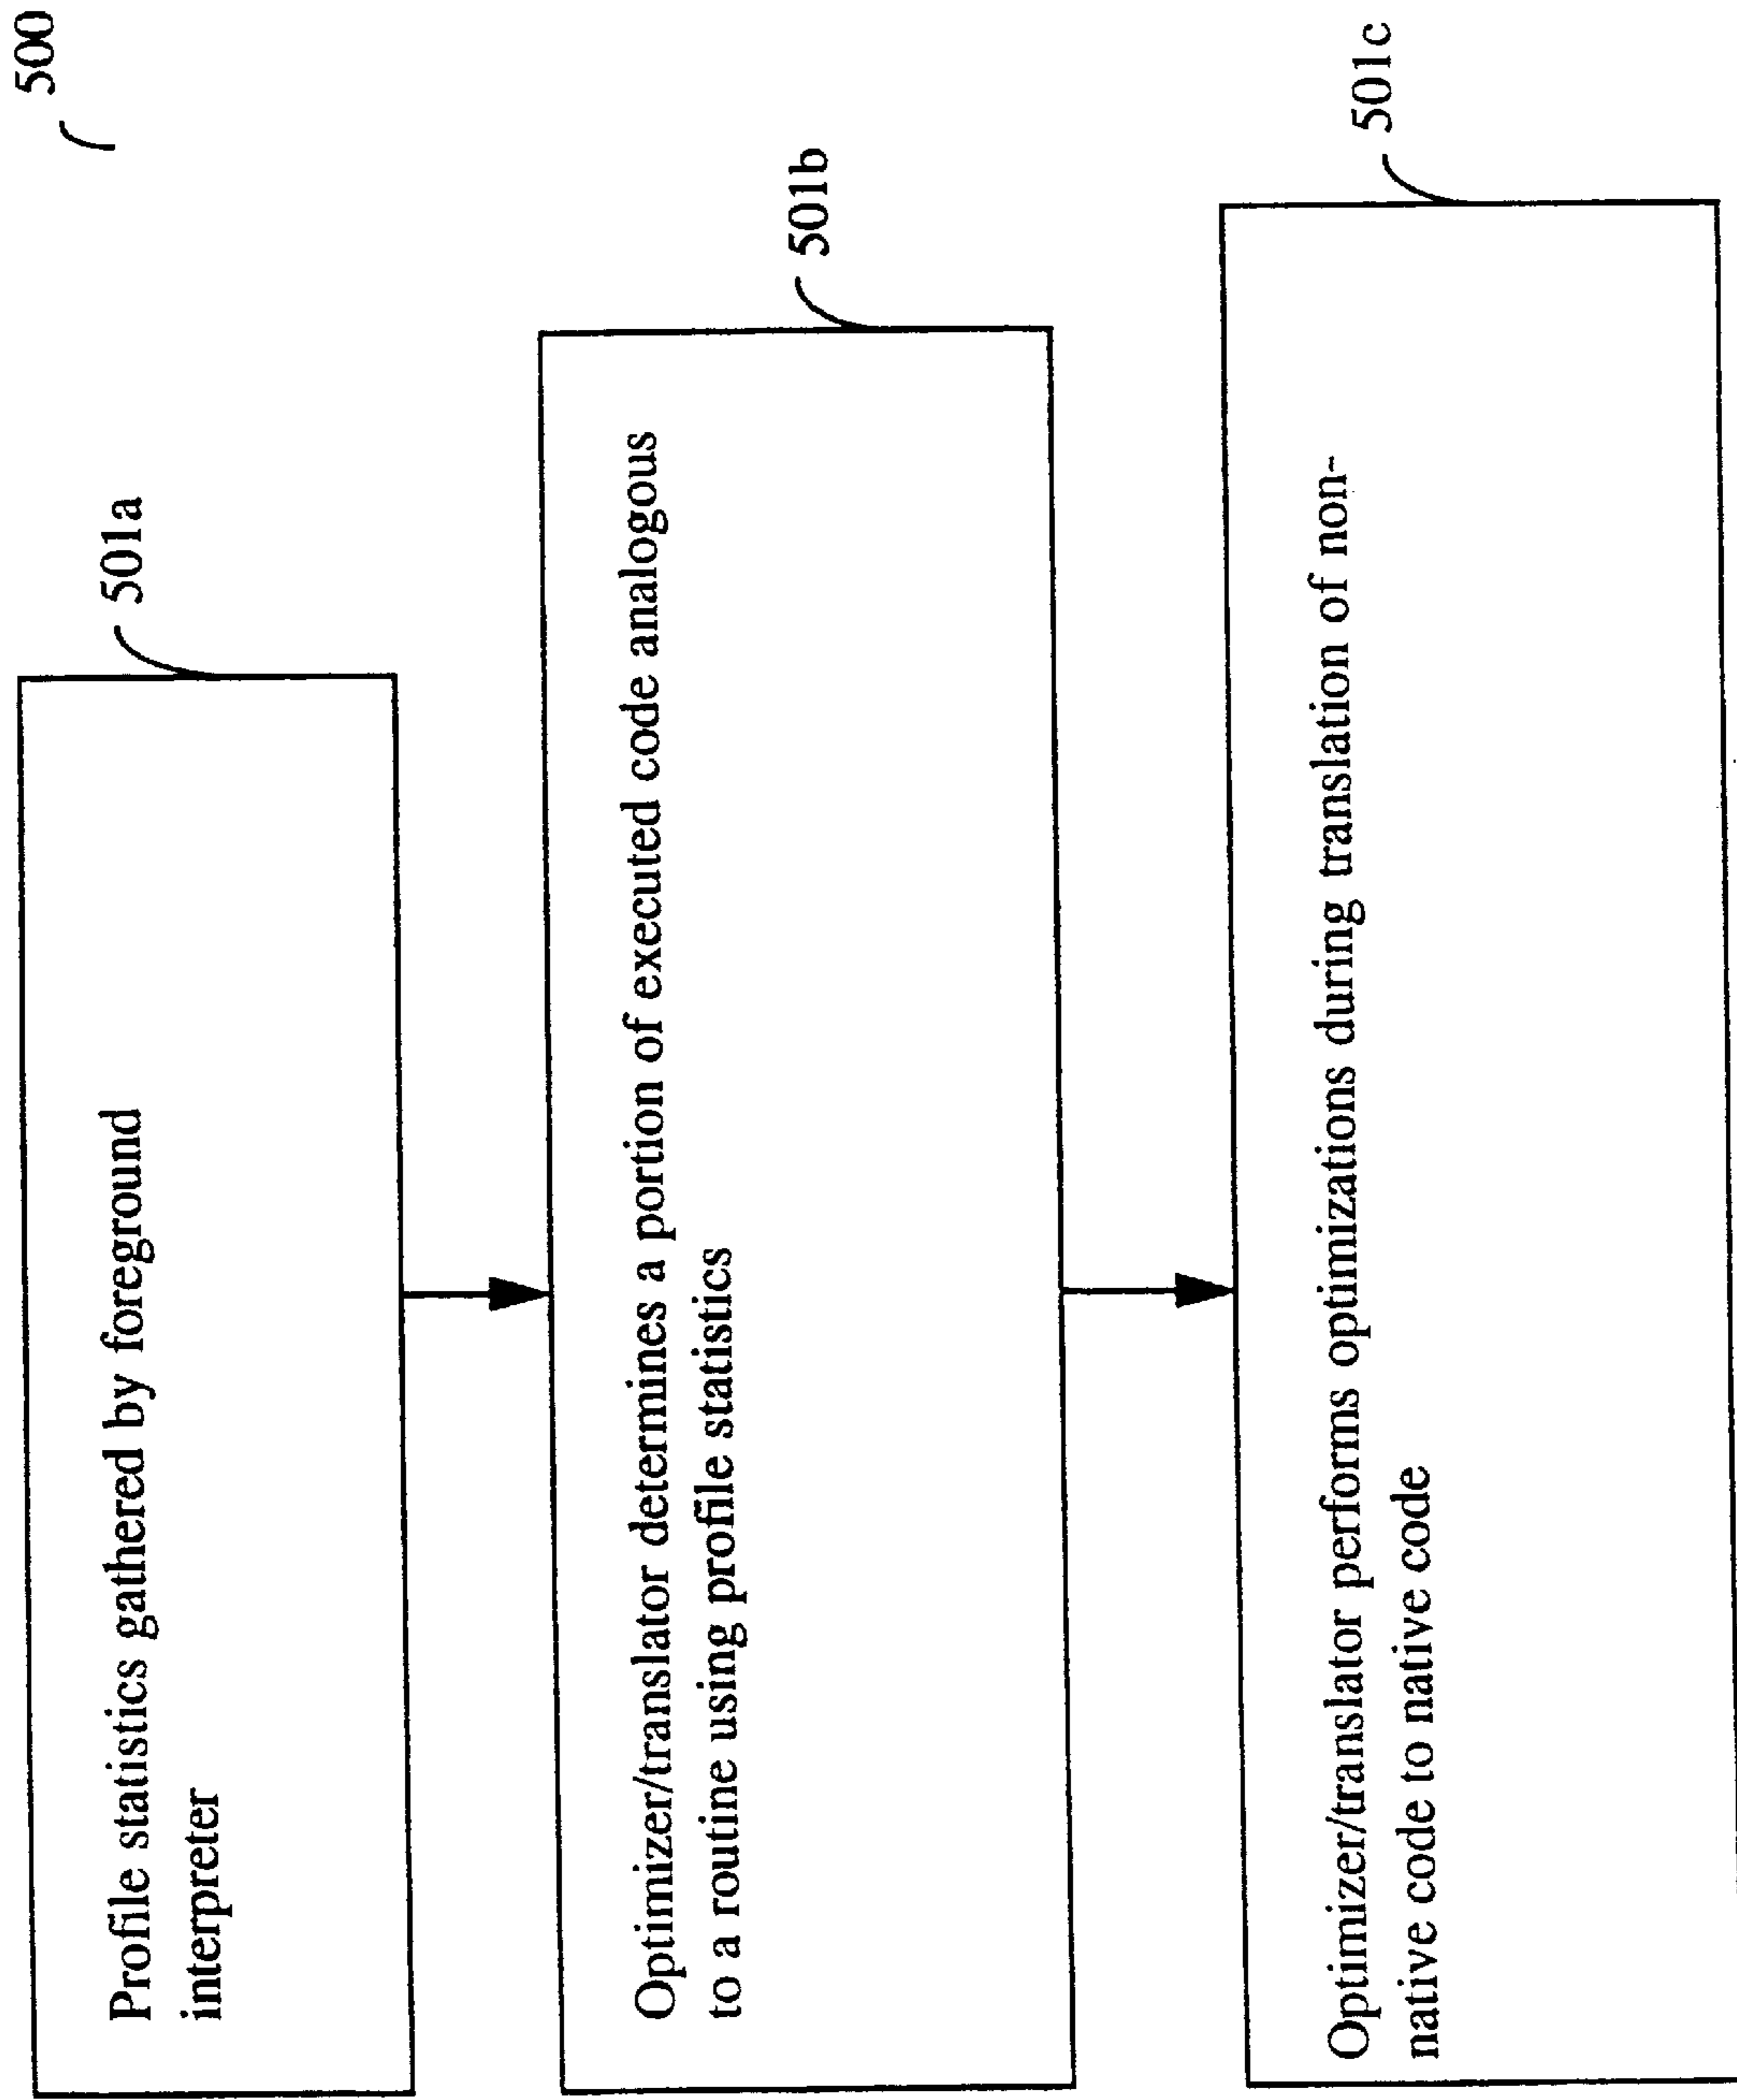 500
501a
Profile statistics gathered by foreground
interpreter
501b
Optimizer/translator determines a portion of executed code analogous
to a routine using profile statistics
501c
Optimizer/translator performs optimizations during translation of non-
native code to native code